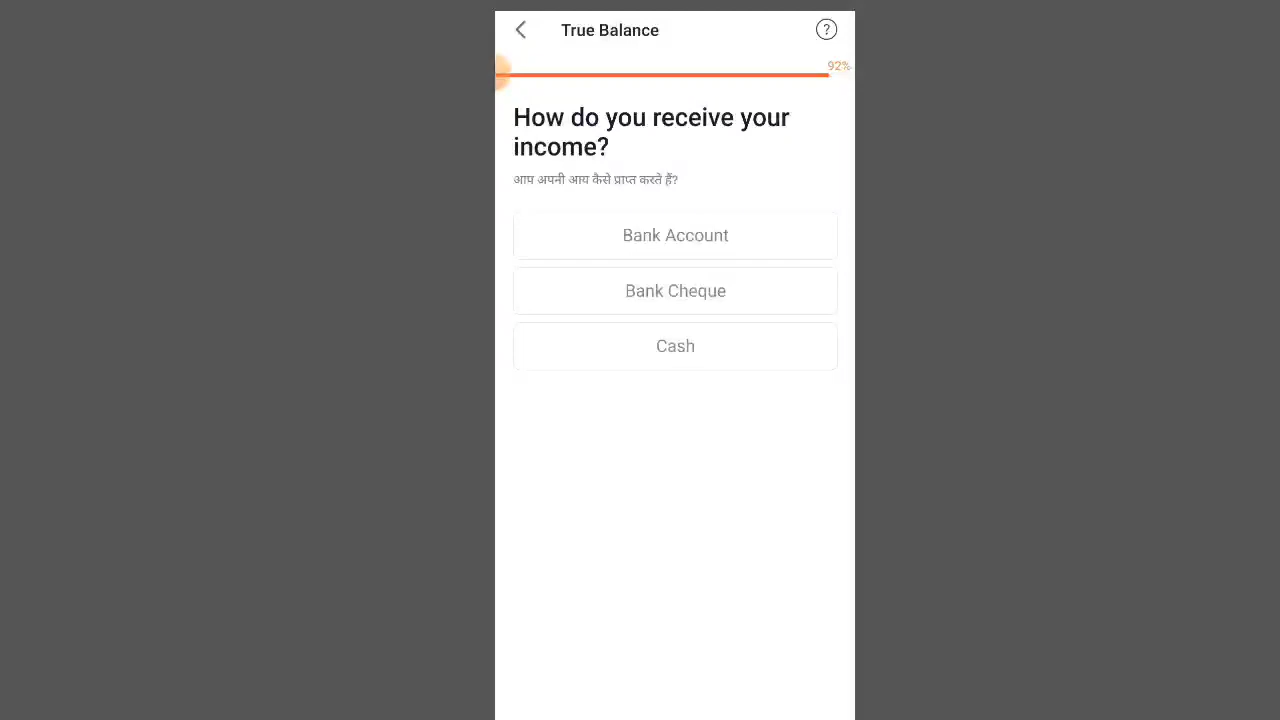 True Balance
?
92%
How do you receive your
income?
आप अपनी आय कैसे प्राप्त करते हैं?
Bank Account
Bank Cheque
Cash